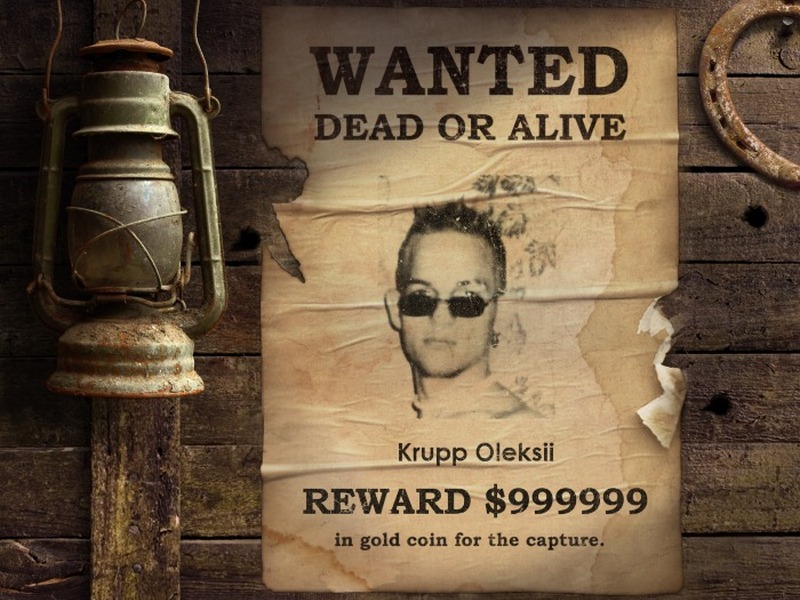 WANTED
DEAD OR ALIVE
Krupp Oleksii
REWARD $999999
in gold coin for the capture.